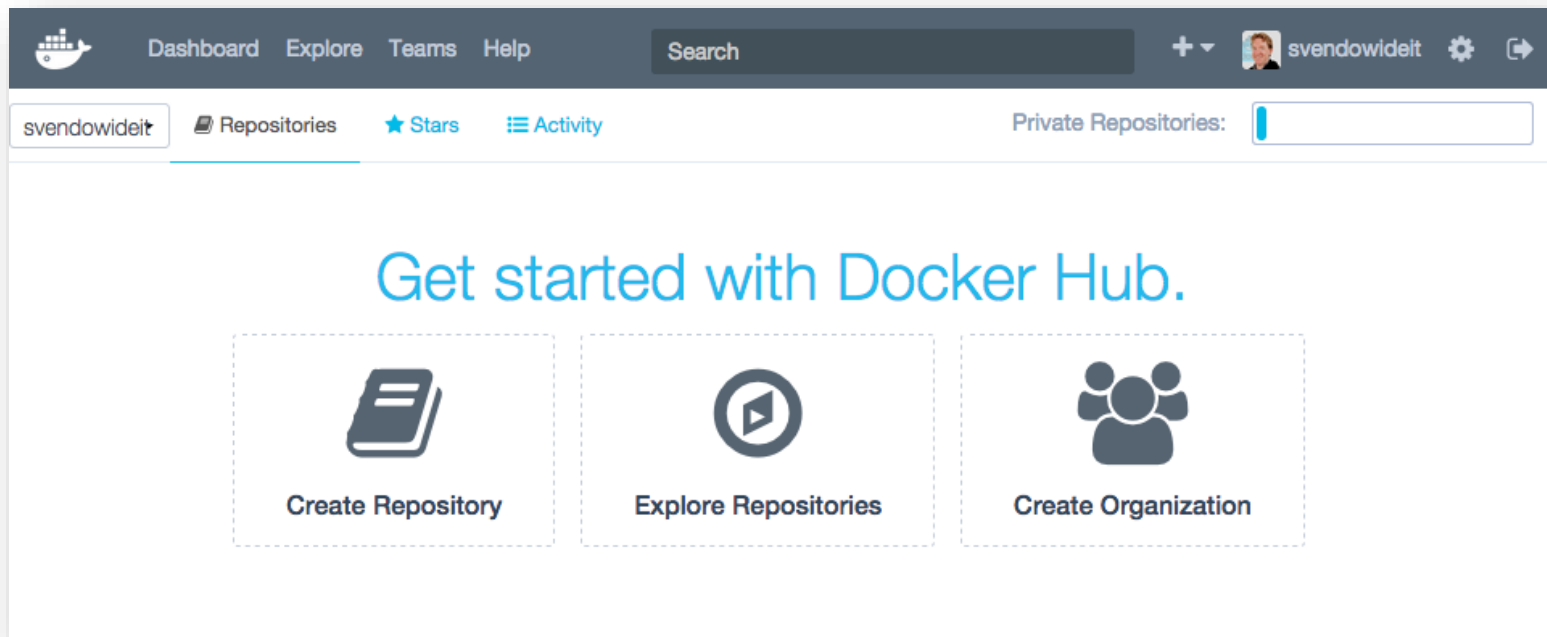 Dashboard Explore Teams Help Search svendowideit
svendowideit Repositories Stars Activity Private Repositories:
Get started with Docker Hub.
Create Repository Explore Repositories Create Organization